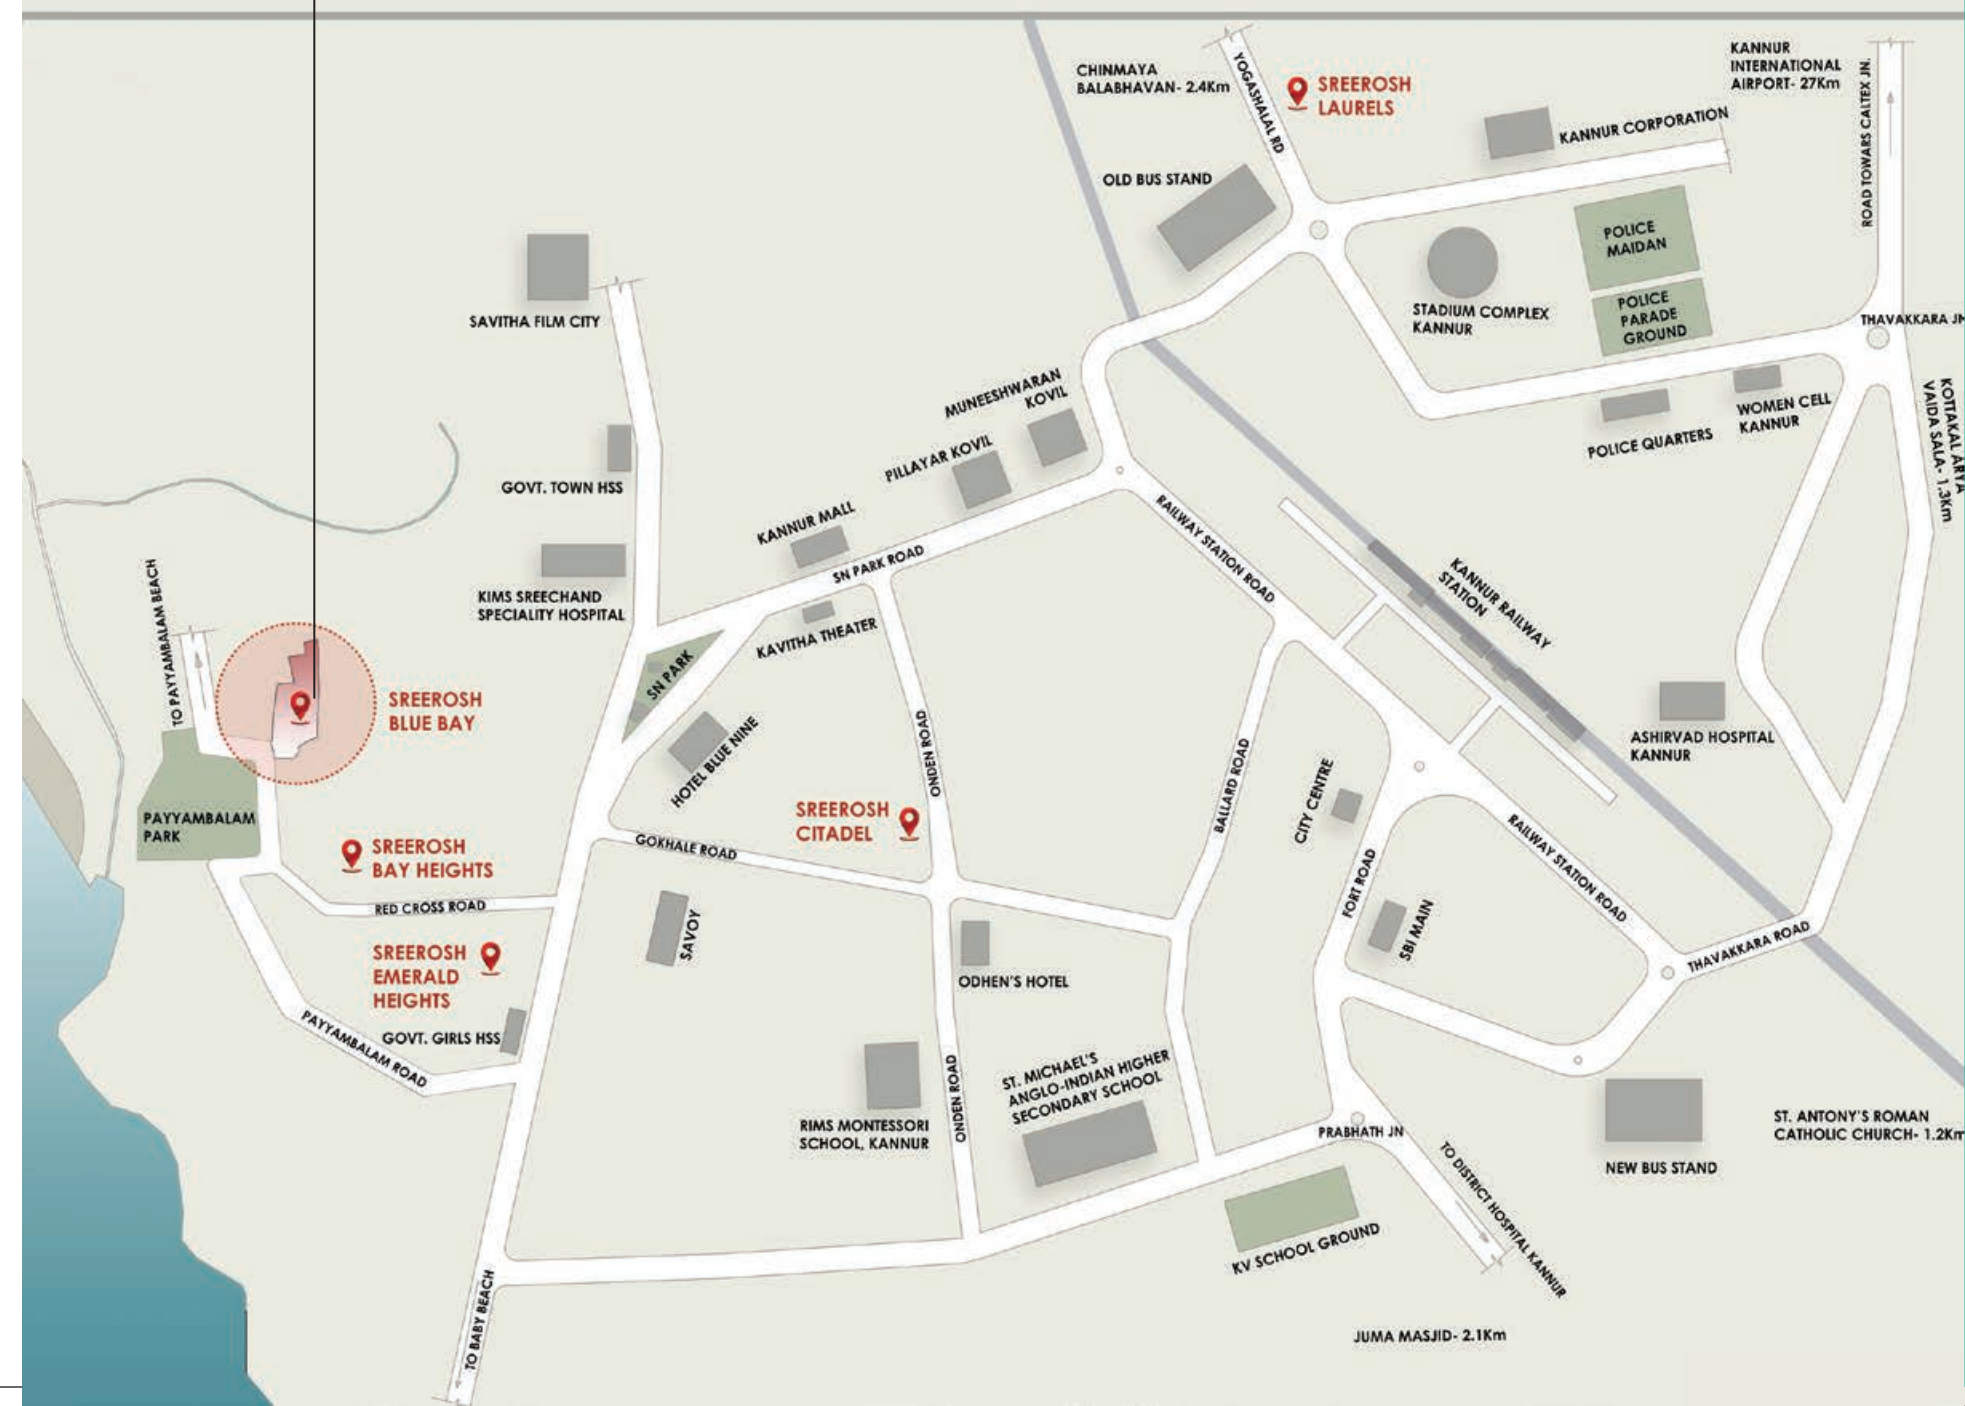 CHINMAYA
BALABHAVAN- 2.4Km
YOGASHALAL RD
SREEROSH
LAURELS
KANNUR
INTERNATIONAL
AIRPORT- 27Km
ROAD TOWARS CALTEX JN.
KANNUR CORPORATION
OLD BUS STAND
POLICE
MAIDAN
STADIUM COMPLEX
KANNUR
POLICE
PARADE
GROUND
THAVAKKARA JN
SAVITHA FILM CITY
MUNEESHWARAN
KOVIL
WOMEN CELL
KANNUR
POLICE QUARTERS
KOTTAKAL ARYA
VAIDA SALA- 1.3Km
PILLAYAR KOVIL
GOVT. TOWN HSS
KANNUR MALL
SN PARK ROAD
RAILWAY STATION ROAD
KANNUR RAILWAY
STATION
TO PAYYAMBALAM BEACH
KIMS SREECHAND
SPECIALITY HOSPITAL
KAVITHA THEATER
SN PARK
SREEROSH
BLUE BAY
HOTEL BLUE NINE
ONDEN ROAD
BALLARD ROAD
CITY CENTRE
ASHIRVAD HOSPITAL
KANNUR
PAYYAMBALAM
PARK
SREEROSH
CITADEL
GOKHALE ROAD
SREEROSH
BAY HEIGHTS
RAILWAY STATION ROAD
FORT ROAD
RED CROSS ROAD
SAVOY
SBI MAIN
THAVAKKARA ROAD
SREEROSH
EMERALD
HEIGHTS
ODHEN'S HOTEL
GOVT. GIRLS HSS
PAYYAMBALAM ROAD
ONDEN ROAD
ST. MICHAEL'S
ANGLO-INDIAN HIGHER
SECONDARY SCHOOL
RIMS MONTESSORI
SCHOOL, KANNUR
PRABHATH JN
ST. ANTONY'S ROMAN
CATHOLIC CHURCH- 1.2Km
NEW BUS STAND
TO DISTRICT HOSPITAL KANNUR
KV SCHOOL GROUND
TO BABY BEACH
JUMA MASJID- 2.1Km